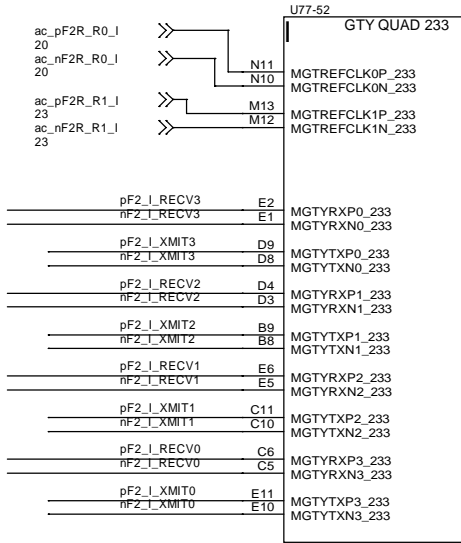 U77-52
GTY QUAD 233
ac_pF2R_R0_I
20
ac_nF2R_R0_I
20
N11 MGTREFCLK0P_233
N10 MGTREFCLK0N_233
ac_pF2R_R1_I
23
M13 MGTREFCLK1P_233
ac_nF2R_R1_I
23
M12 MGTREFCLK1N_233
pF2_I_RECV3 E2 MGTYRXP0_233
nF2_I_RECV3 E1 MGTYRXN0_233
pF2_I_XMIT3 D9 MGTYTXP0_233
nF2_I_XMIT3 D8 MGTYTXN0_233
pF2_I_RECV2 D4 MGTYRXP1_233
nF2_I_RECV2 D3 MGTYRXN1_233
pF2_I_XMIT2 B9 MGTYTXP1_233
nF2_I_XMIT2 B8 MGTYTXN1_233
pF2_I_RECV1 E6 MGTYRXP2_233
nF2_I_RECV1 E5 MGTYRXN2_233
pF2_I_XMIT1 C11 MGTYTXP2_233
nF2_I_XMIT1 C10 MGTYTXN2_233
pF2_I_RECV0 C6 MGTYRXP3_233
nF2_I_RECV0 C5 MGTYRXN3_233
pF2_I_XMIT0 E11 MGTYTXP3_233
nF2_I_XMIT0 E10 MGTYTXN3_233